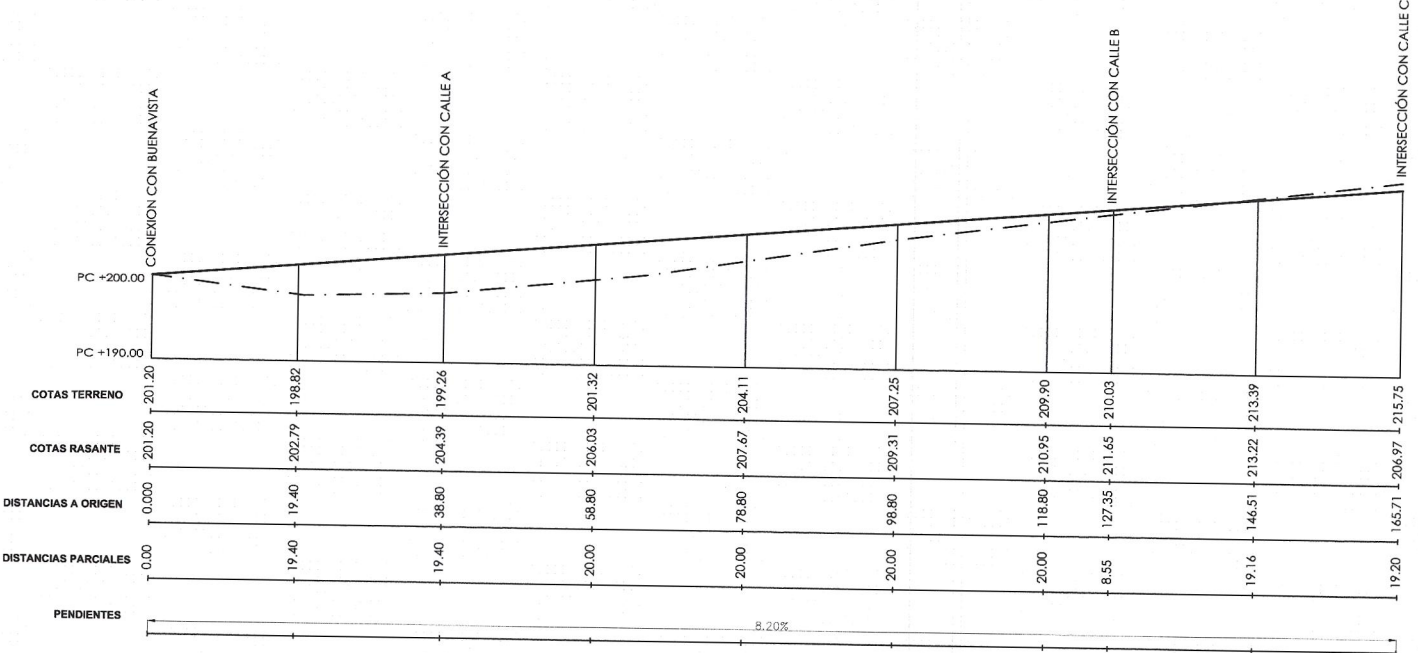 CONEXION CON BUENAVISTA
INTERSECCIÓN CON CALLE A
INTERSECCIÓN CON CALLE B
INTERSECCIÓN CON CALLE C
PC +200.00
PC +190.00
COTAS TERRENO 201.20 198.82 199.26 201.32 204.11 207.25 209.90 210.03 213.39 215.75
COTAS RASANTE 201.20 202.79 204.39 206.03 207.67 209.31 210.95 211.65 213.22 206.97
DISTANCIAS A ORIGEN 0.000 19.40 38.80 58.80 78.80 98.80 118.80 127.35 146.51 165.71
DISTANCIAS PARCIALES 0.00 19.40 19.40 20.00 20.00 20.00 20.00 8.55 19.16 19.20
PENDIENTES 8.20%